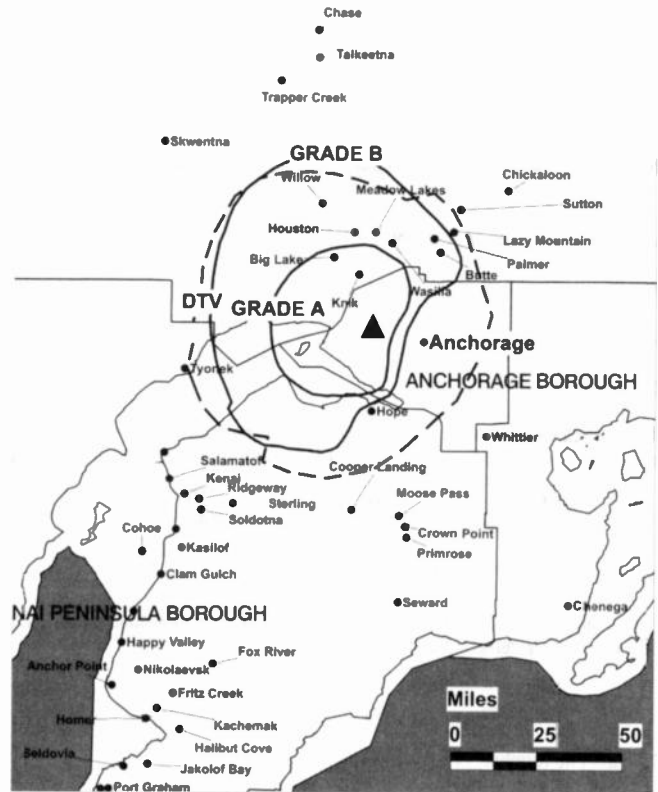 Chase
Talkeetna
Trapper Creek
Skwentna
GRADE B
Willow
Meadow Lakes
Chickaloon
Sutton
Houston
Lazy Mountain
Big Lake
Palmer
Butte
Wasilla
Knik
DTV
GRADE A
Anchorage
Tyonek
ANCHORAGE BOROUGH
Hope
Whittier
Salamatof
Cooper Landing
Kenai
Ridgeway
Sterling
Moose Pass
Soldotna
Crown Point
Cohoe
Kasilof
Primrose
Clam Gulch
Seward
Chenega
NAI PENINSULA BOROUGH
Happy Valley
Fox River
Anchor Point
Nikolaevsk
Fritz Creek
Miles
Homer
Kachemak
Halibut Cove
0 25 50
Seldovia
Jakolof Bay
Port Graham